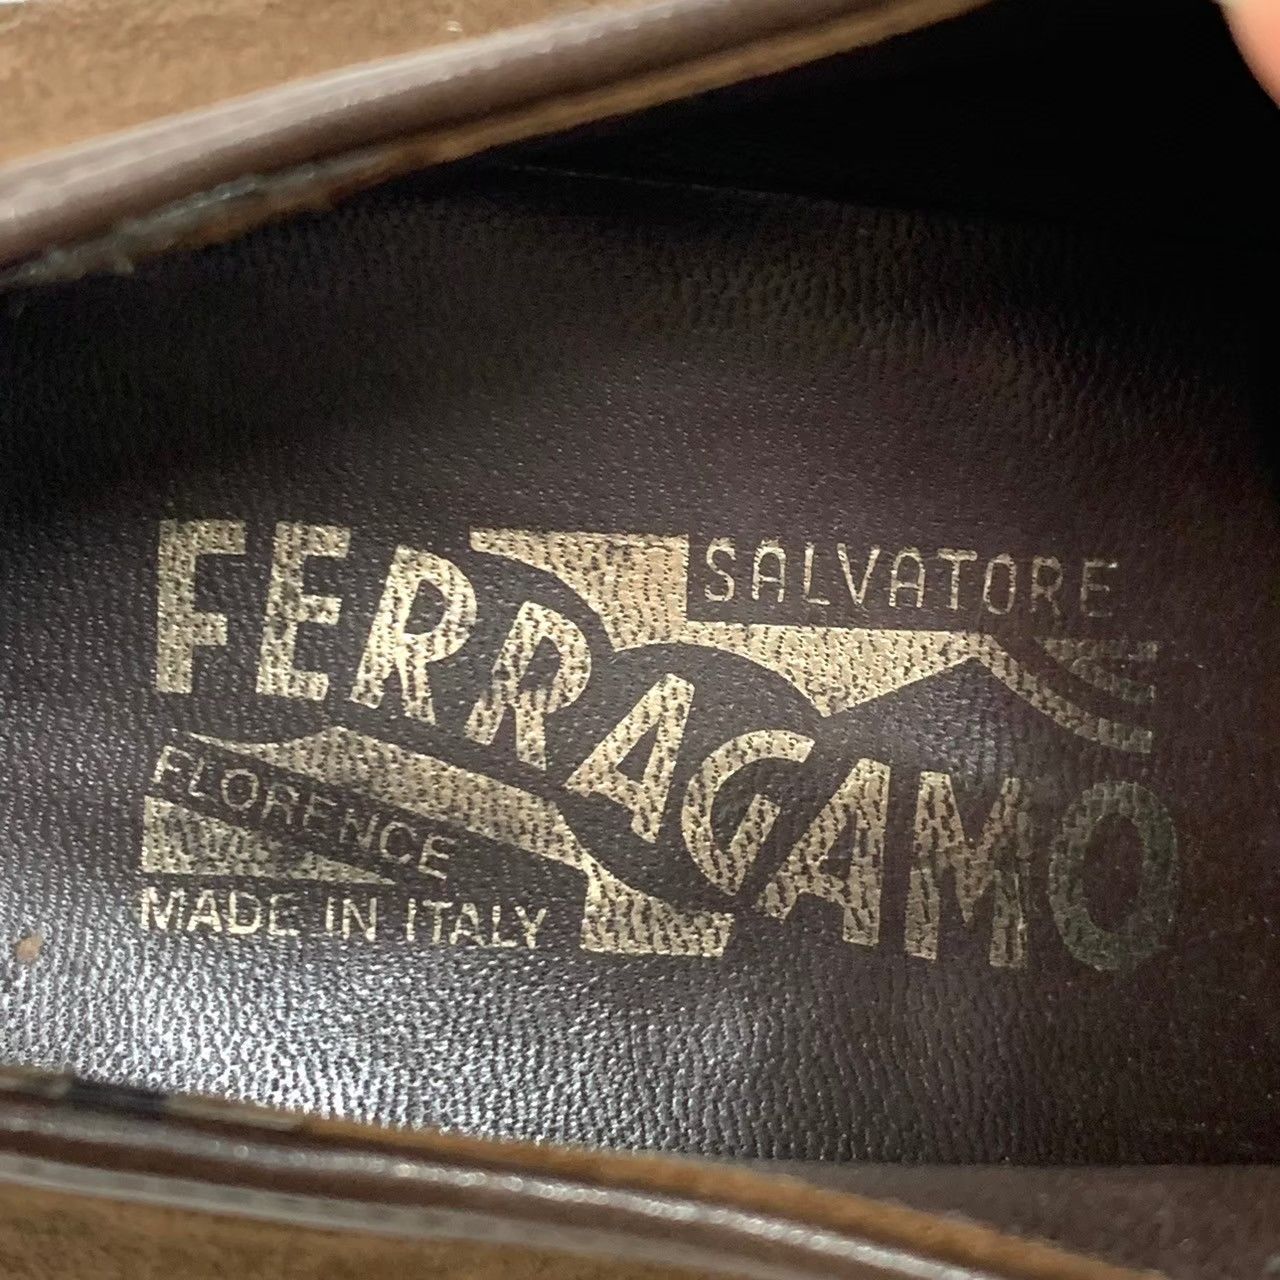 SALVATORE
FERRAGAMO
FLORENCE
MADE IN ITALY